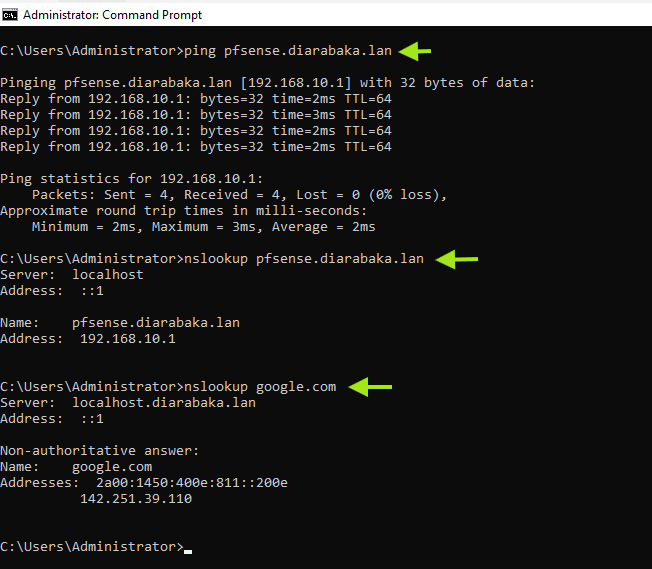 Administrator: Command Prompt
C:\Users\Administrator>ping pfsense.diarabaka.lan
Pinging pfsense.diarabaka.lan [192.168.10.1] with 32 bytes of data:
Reply from 192.168.10.1: bytes=32 time=2ms TTL=64
Reply from 192.168.10.1: bytes=32 time=3ms TTL=64
Reply from 192.168.10.1: bytes=32 time=2ms TTL=64
Reply from 192.168.10.1: bytes=32 time=2ms TTL=64
Ping statistics for 192.168.10.1:
    Packets: Sent = 4, Received = 4, Lost = 0 (0% loss),
Approximate round trip times in milli-seconds:
    Minimum = 2ms, Maximum = 3ms, Average = 2ms
C:\Users\Administrator>nslookup pfsense.diarabaka.lan
Server:  localhost
Address:  ::1
Name:    pfsense.diarabaka.lan
Address:  192.168.10.1
C:\Users\Administrator>nslookup google.com
Server:  localhost.diarabaka.lan
Address:  ::1
Non-authoritative answer:
Name:    google.com
Addresses:  2a00:1450:400e:811::200e
          142.251.39.110
C:\Users\Administrator>